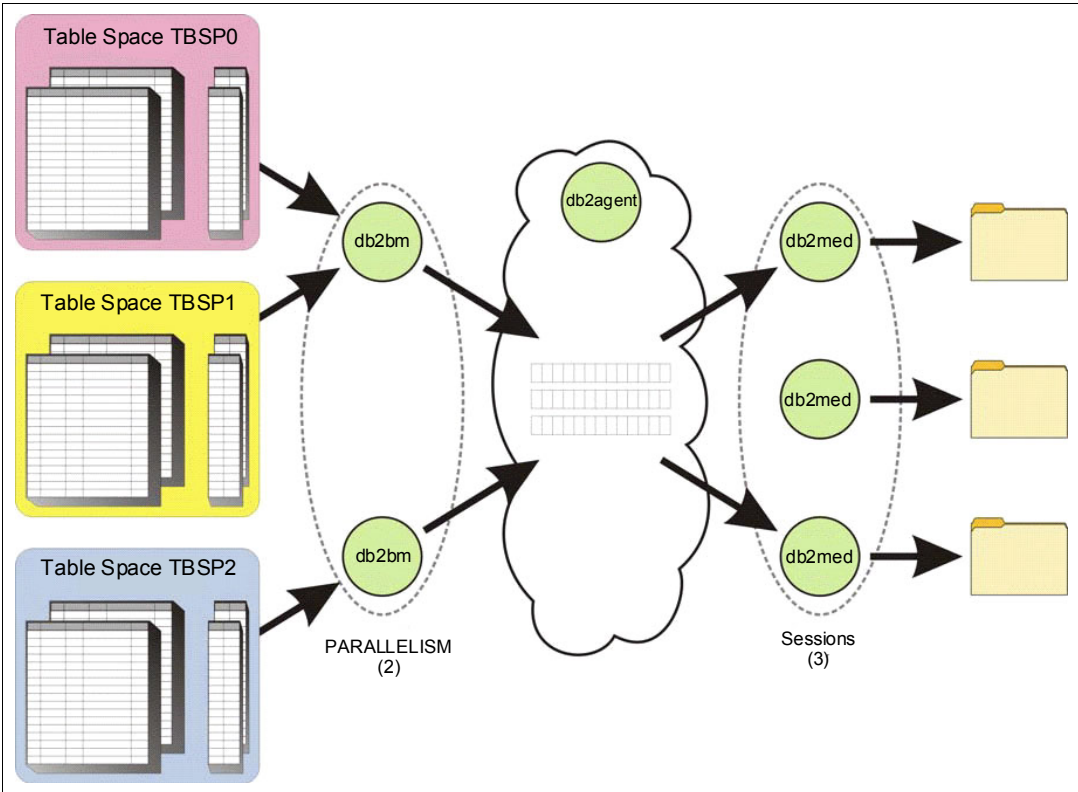 Table Space TBSP0
Table Space TBSP1
Table Space TBSP2
db2bm
db2bm
PARALLELISM
(2)
db2agent
db2med
db2med
db2med
Sessions
(3)